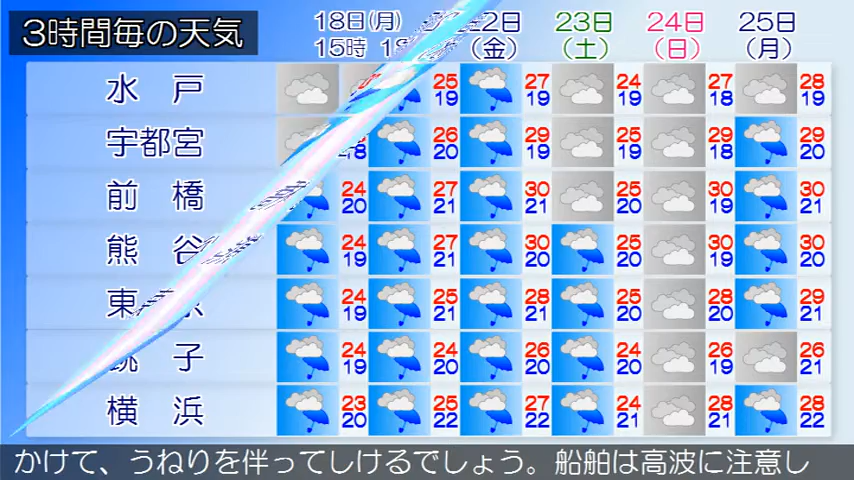 3時間毎の天気
18日(月) 22日 23日 24日 25日
15時 (金) (土) (日) (月)
水 戸 25 19 27 19 24 19 27 18 28 19
宇都宮 18 26 20 29 19 25 19 29 18 29 20
前 橋 24 20 27 21 30 21 25 20 30 19 30 21
熊 谷 24 19 27 21 30 20 25 20 30 19 30 20
東 24 19 25 21 28 21 25 20 28 20 29 21
子 24 19 24 20 26 20 24 20 26 19 26 21
横 浜 23 20 25 22 27 22 24 21 28 21 28 22
かけて、うねりを伴ってしけるでしょう。船舶は高波に注意し